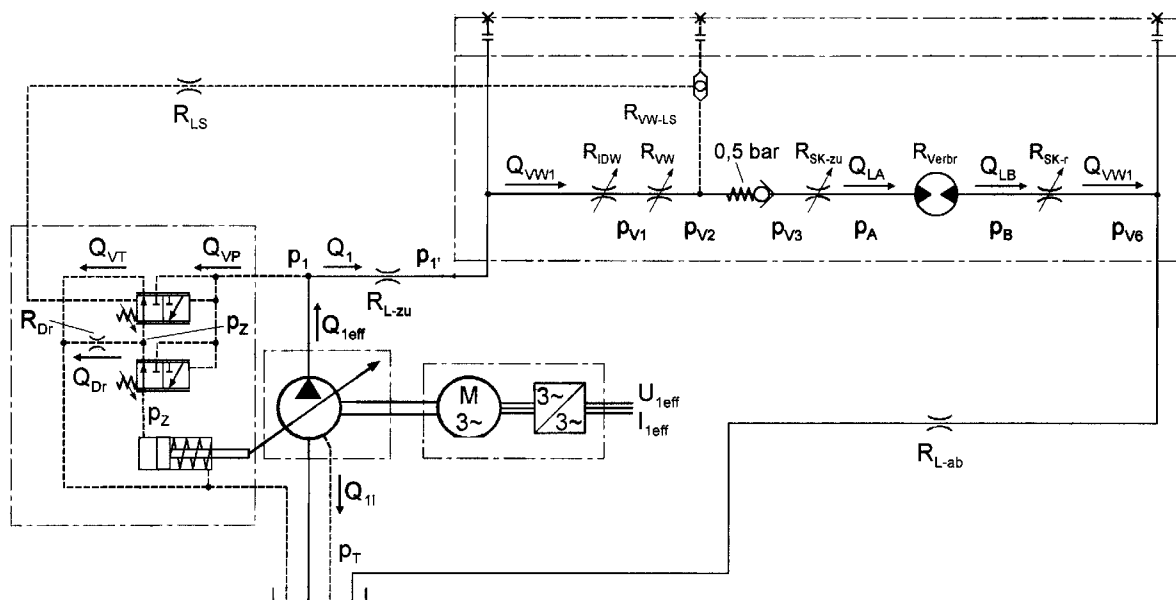 R_LS
R_VW-LS
Q_VW1
R_IDW
R_VW
0,5 bar
R_SK-zu
Q_LA
R_Verbr
Q_LB
R_SK-r
Q_VW1
p_V1
p_V2
p_V3
p_A
p_B
p_V6
Q_VT
Q_VP
p_1
Q_1
p_1'
R_L-zu
R_Dr
p_Z
Q_1eff
Q_Dr
p_Z
M
3~
3~
3~
U_1eff
I_1eff
R_L-ab
Q_1l
p_T